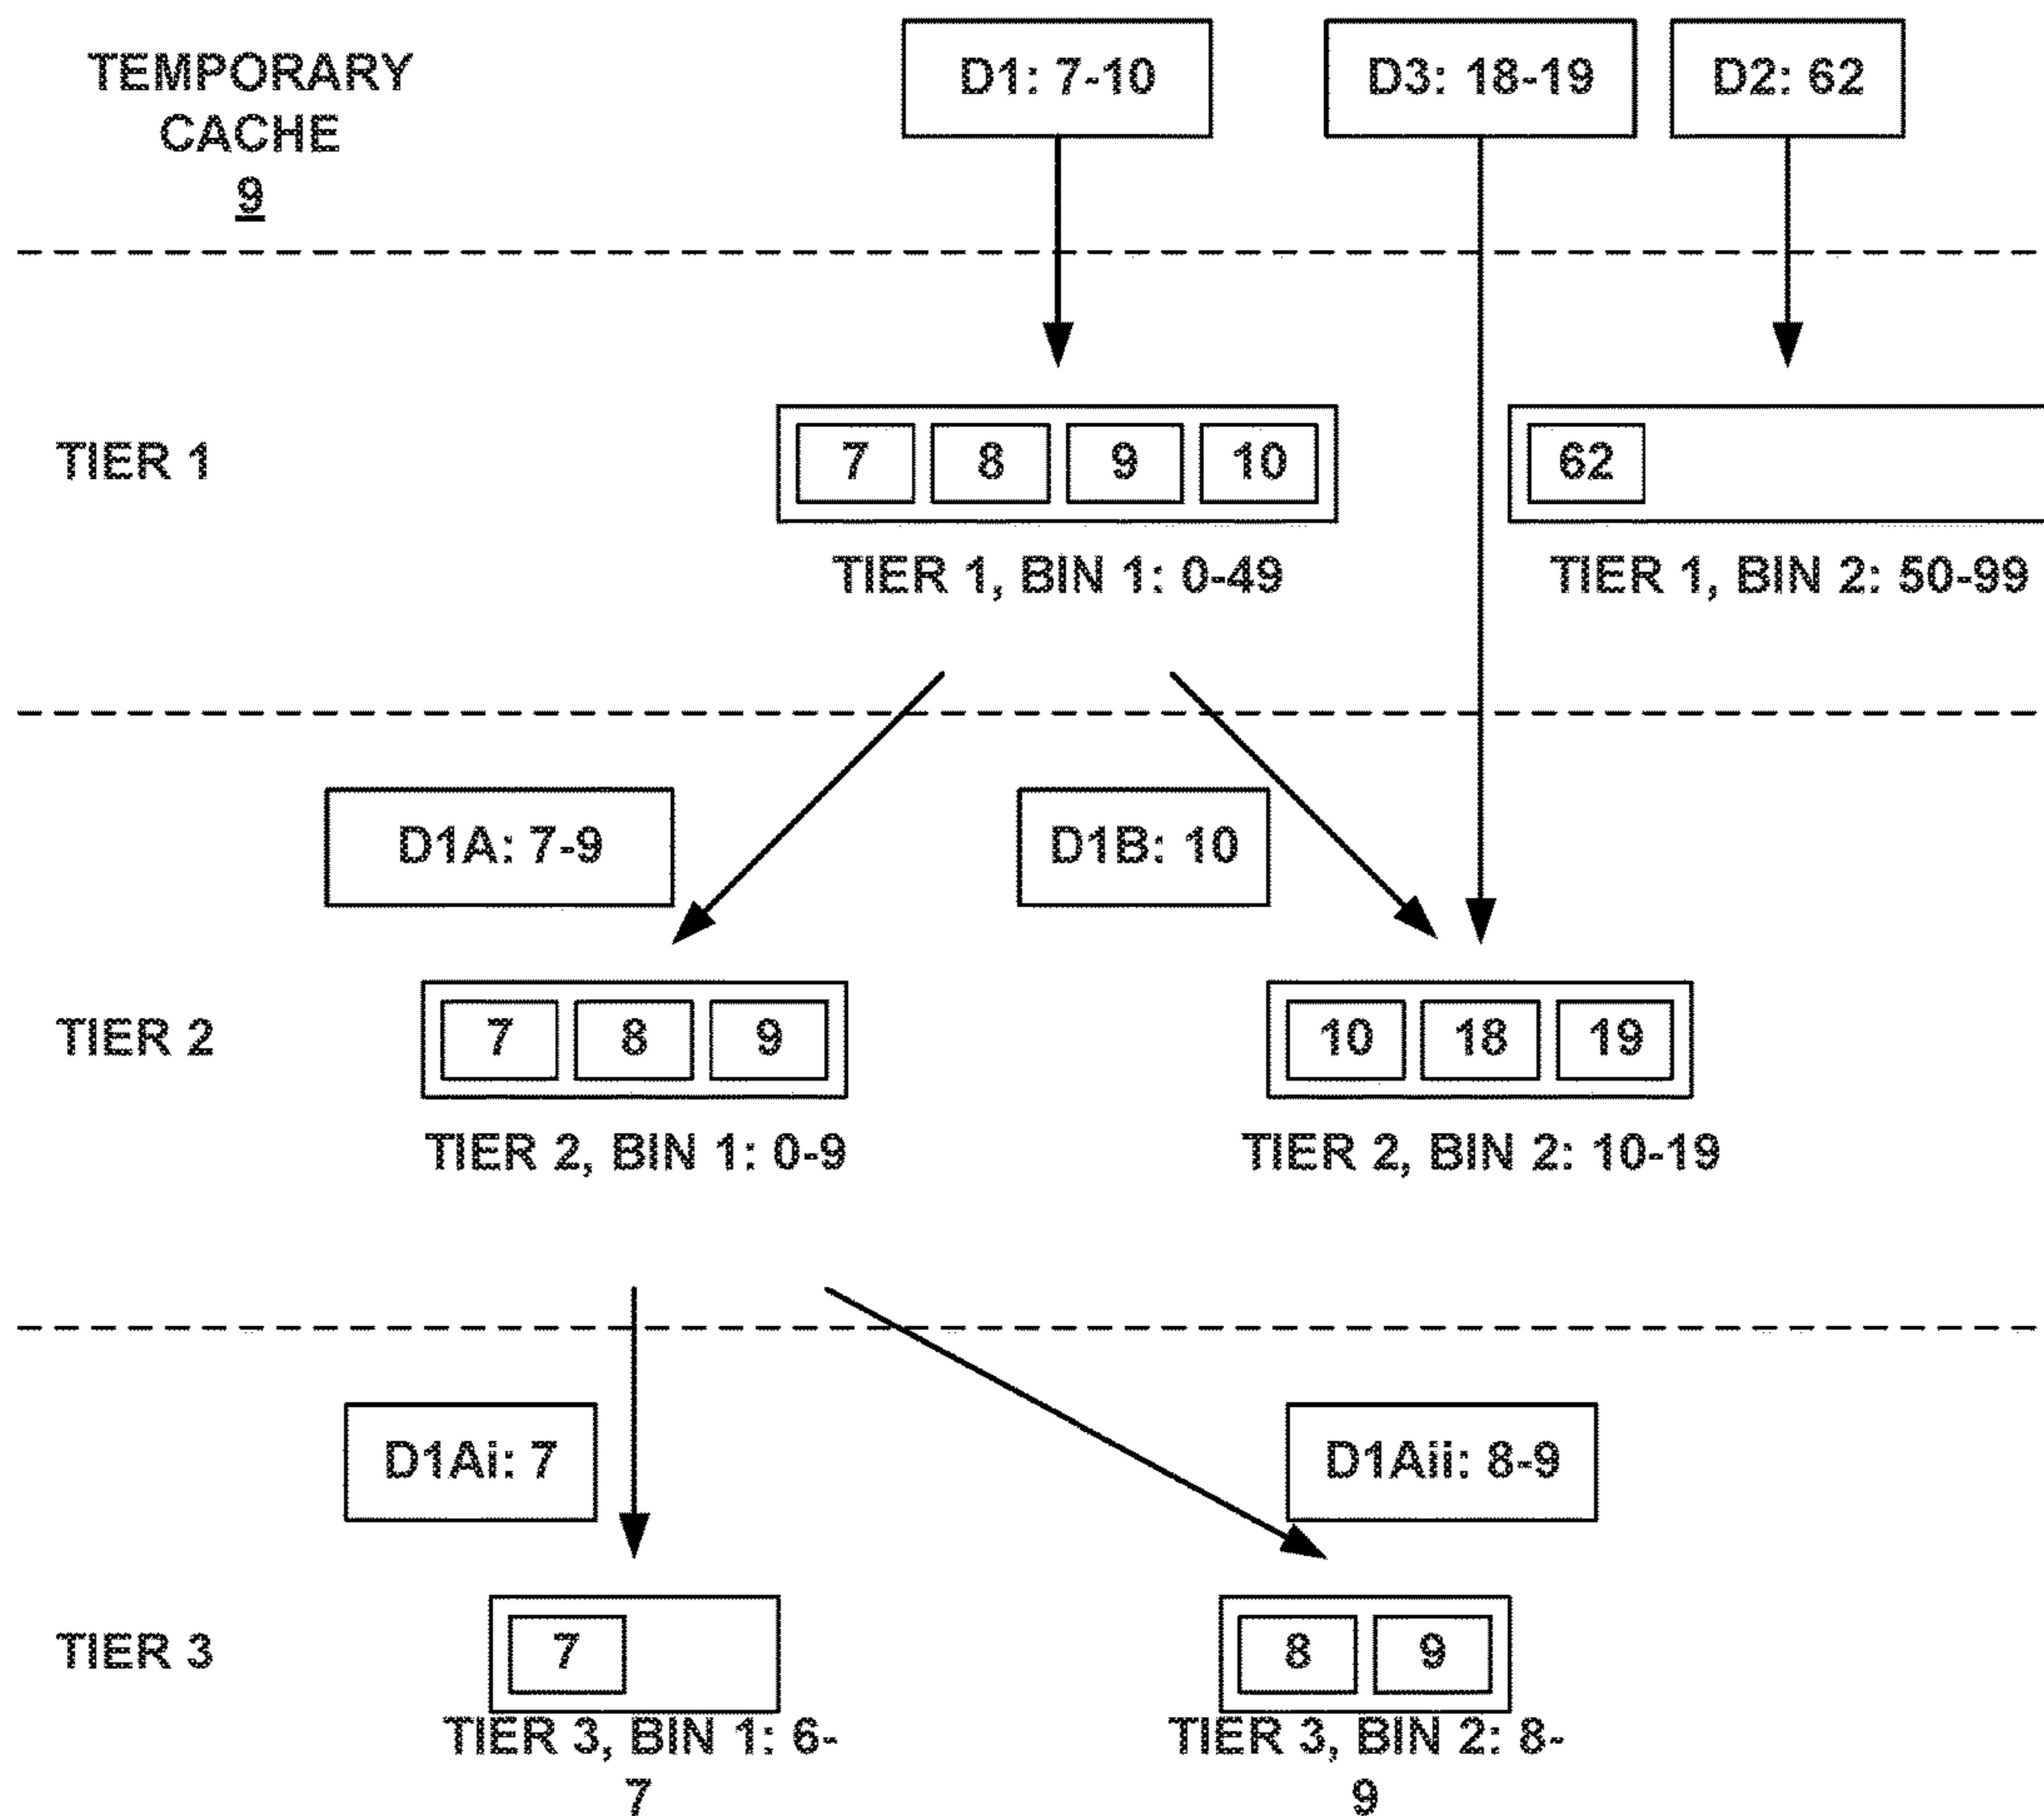 TEMPORARY
CACHE
9
D1: 7-10
D3: 18-19
D2: 62
TIER 1
7 8 9 10
62
TIER 1, BIN 1: 0-49
TIER 1, BIN 2: 50-99
D1A: 7-9
D1B: 10
TIER 2
7 8 9
10 18 19
TIER 2, BIN 1: 0-9
TIER 2, BIN 2: 10-19
D1Ai: 7
D1Aii: 8-9
TIER 3
7
8 9
TIER 3, BIN 1: 6-
7
TIER 3, BIN 2: 8-
9